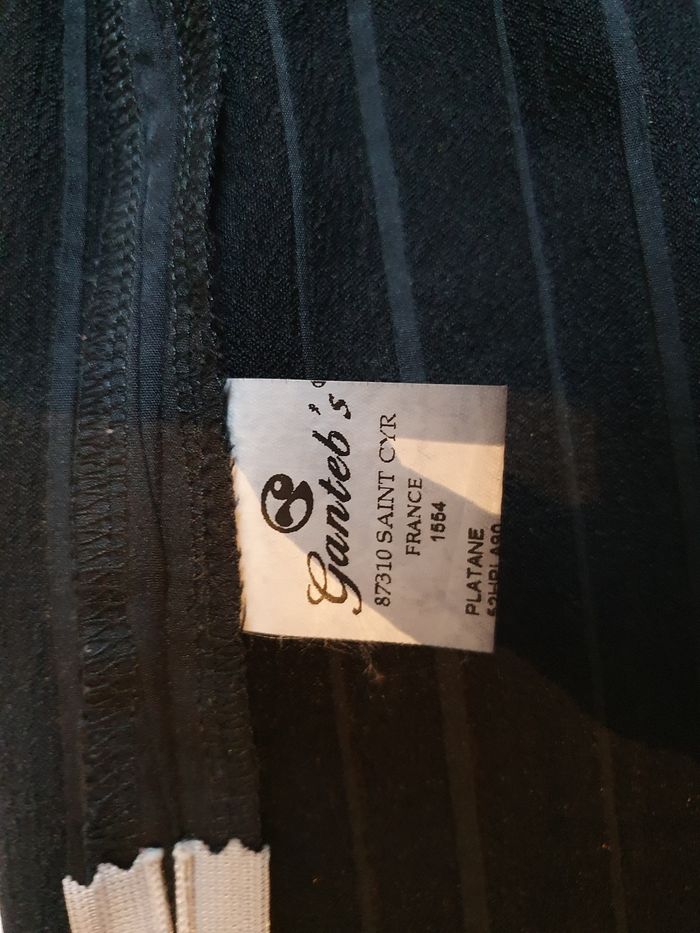 Ganteb's
87310 SAINT CYR
FRANCE
1554
PLATANE